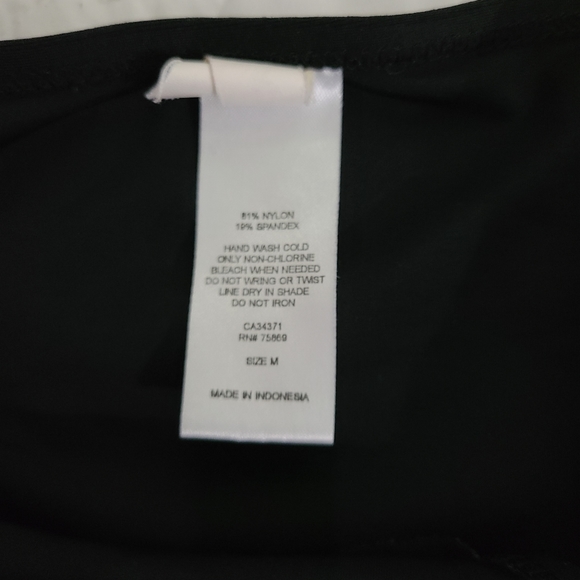 81% NYLON
19% SPANDEX
HAND WASH COLD
ONLY NON-CHLORINE
BLEACH WHEN NEEDED
DO NOT WRING OR TWIST
LINE DRY IN SHADE
DO NOT IRON
CA34371
RN# 75869
SIZE M
MADE IN INDONESIA